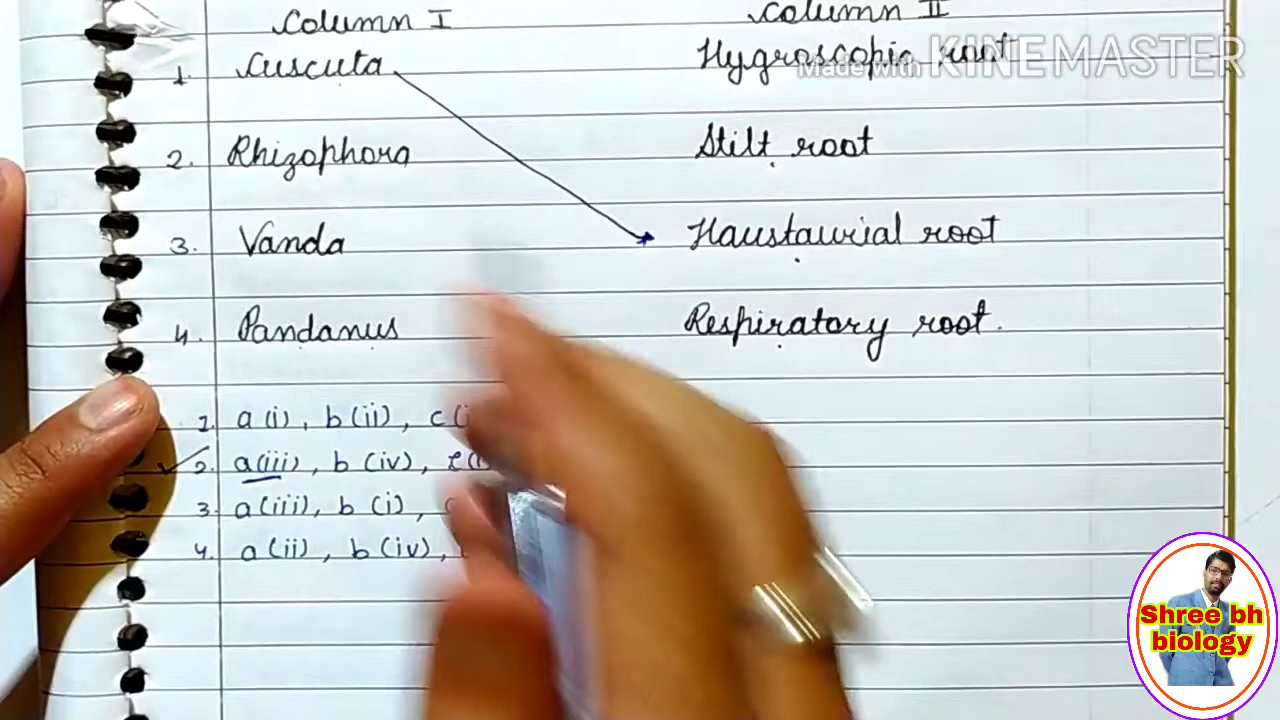 Column I Column II
1. Cuscuta Hygroscopic root
Made with KINEMASTER
2. Rhizophora Stilt root
3. Vanda Haustaurial root
4. Pandanus Respiratory root.
1. a(i), b(ii), c(i
2. a(iii), b(iv),
3. a(iii), b(i),
4. a(ii), b(iv),
Shree bh
biology